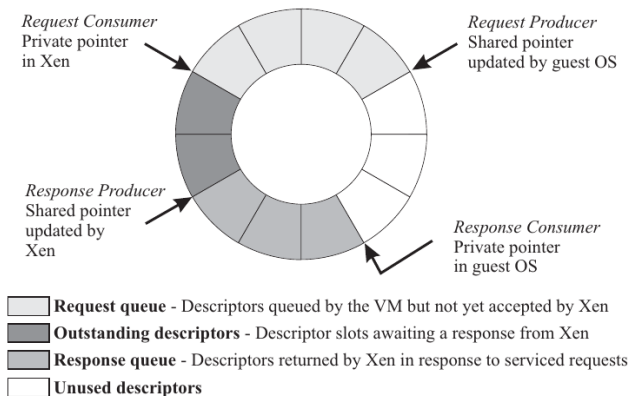 Request Consumer
Private pointer
in Xen
Request Producer
Shared pointer
updated by guest OS
Response Producer
Shared pointer
updated by
Xen
Response Consumer
Private pointer
in guest OS
Request queue - Descriptors queued by the VM but not yet accepted by Xen
Outstanding descriptors - Descriptor slots awaiting a response from Xen
Response queue - Descriptors returned by Xen in response to serviced requests
Unused descriptors